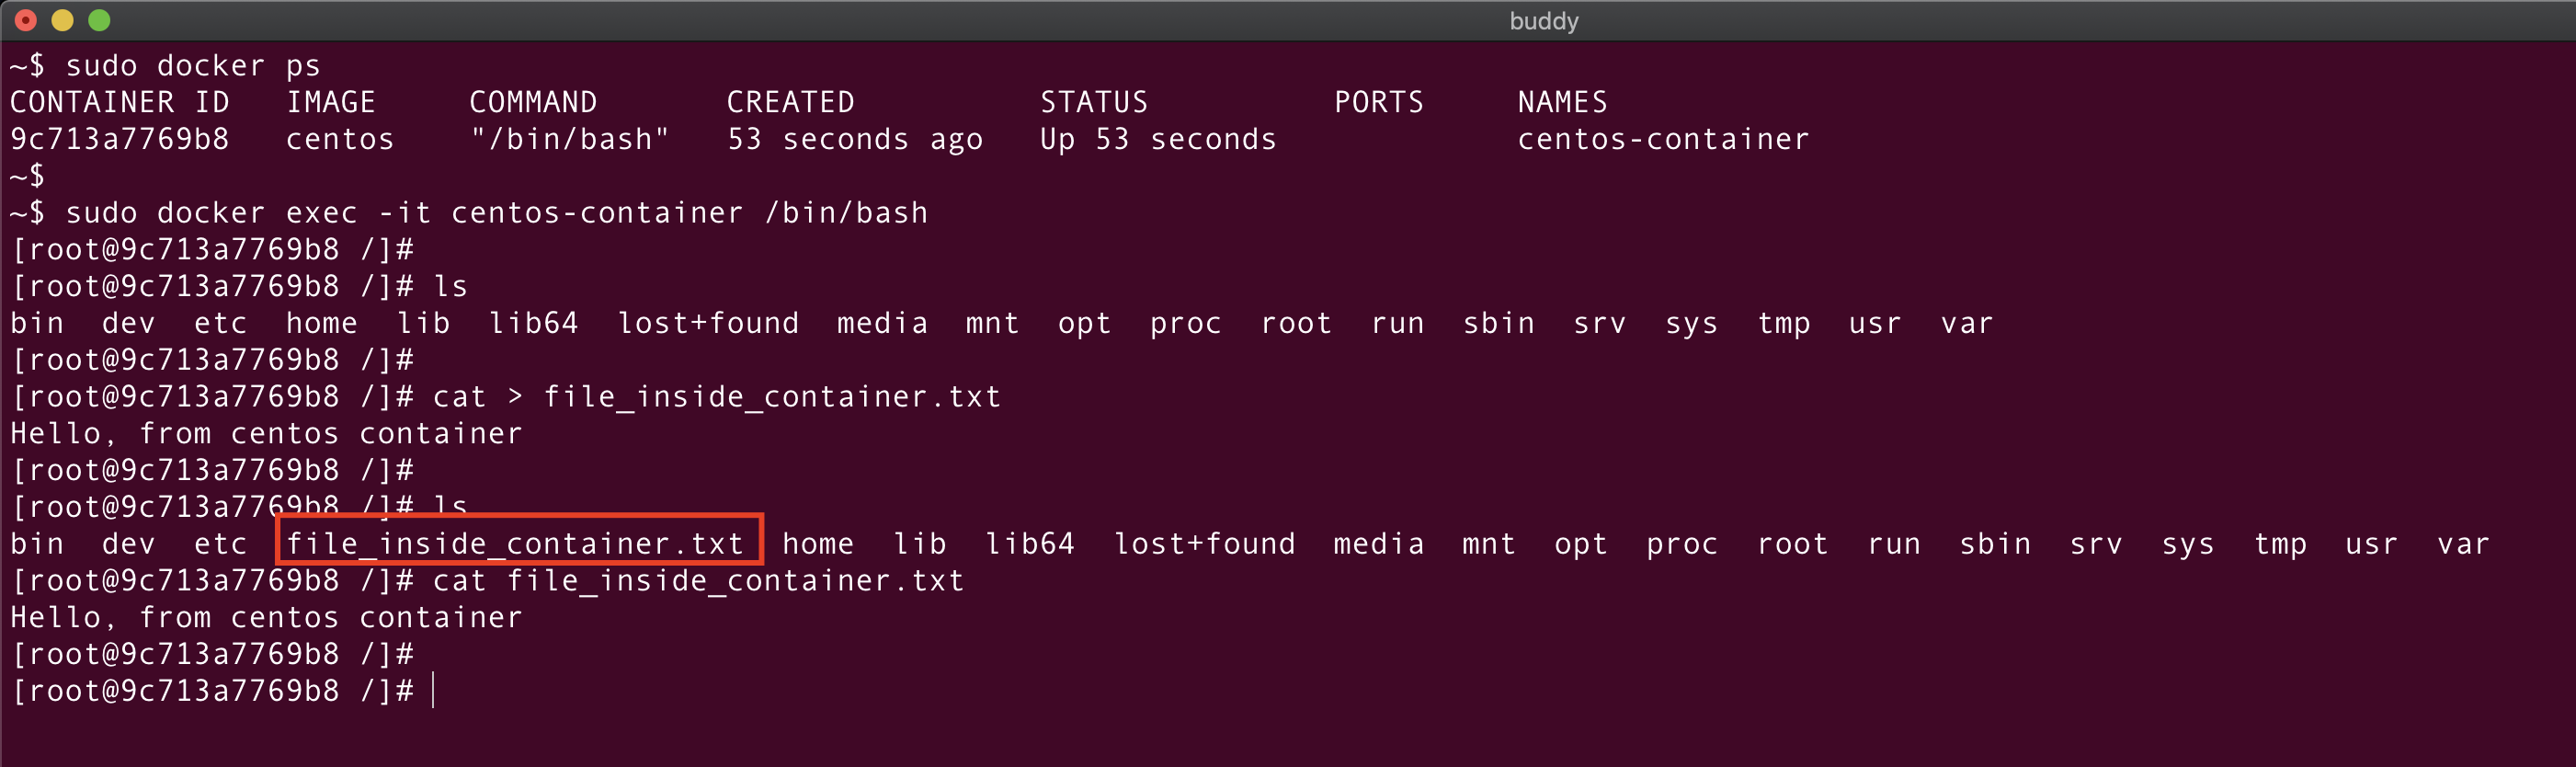 buddy
~$ sudo docker ps
CONTAINER ID   IMAGE     COMMAND       CREATED          STATUS          PORTS     NAMES
9c713a7769b8   centos    "/bin/bash"   53 seconds ago   Up 53 seconds             centos-container
~$
~$ sudo docker exec -it centos-container /bin/bash
[root@9c713a7769b8 /]#
[root@9c713a7769b8 /]# ls
bin  dev  etc  home  lib  lib64  lost+found  media  mnt  opt  proc  root  run  sbin  srv  sys  tmp  usr  var
[root@9c713a7769b8 /]#
[root@9c713a7769b8 /]# cat > file_inside_container.txt
Hello, from centos container
[root@9c713a7769b8 /]#
[root@9c713a7769b8 /]# ls
bin  dev  etc  file_inside_container.txt  home  lib  lib64  lost+found  media  mnt  opt  proc  root  run  sbin  srv  sys  tmp  usr  var
[root@9c713a7769b8 /]# cat file_inside_container.txt
Hello, from centos container
[root@9c713a7769b8 /]#
[root@9c713a7769b8 /]#